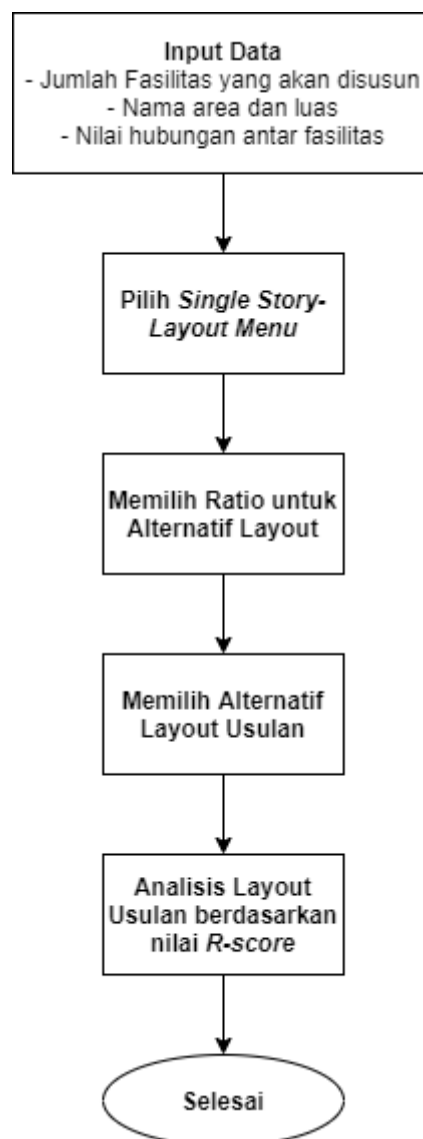 Input Data
- Jumlah Fasilitas yang akan disusun
- Nama area dan luas
- Nilai hubungan antar fasilitas
Pilih Single Story-
Layout Menu
Memilih Ratio untuk
Alternatif Layout
Memilih Alternatif
Layout Usulan
Analisis Layout
Usulan berdasarkan
nilai R-score
Selesai